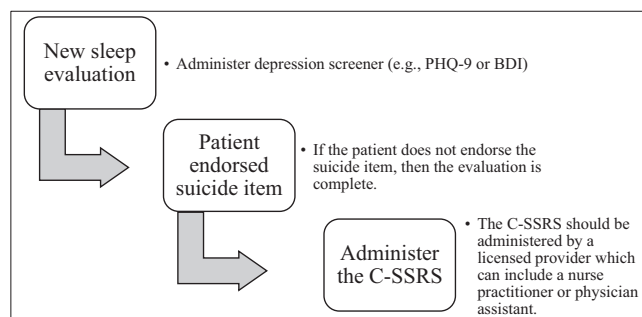 New sleep
evaluation
• Administer depression screener (e.g., PHQ-9 or BDI)
Patient
endorsed
suicide item
• If the patient does not endorse the
suicide item, then the evaluation is
complete.
Administer
the C-SSRS
• The C-SSRS should be
administered by a
licensed provider which
can include a nurse
practitioner or physician
assistant.